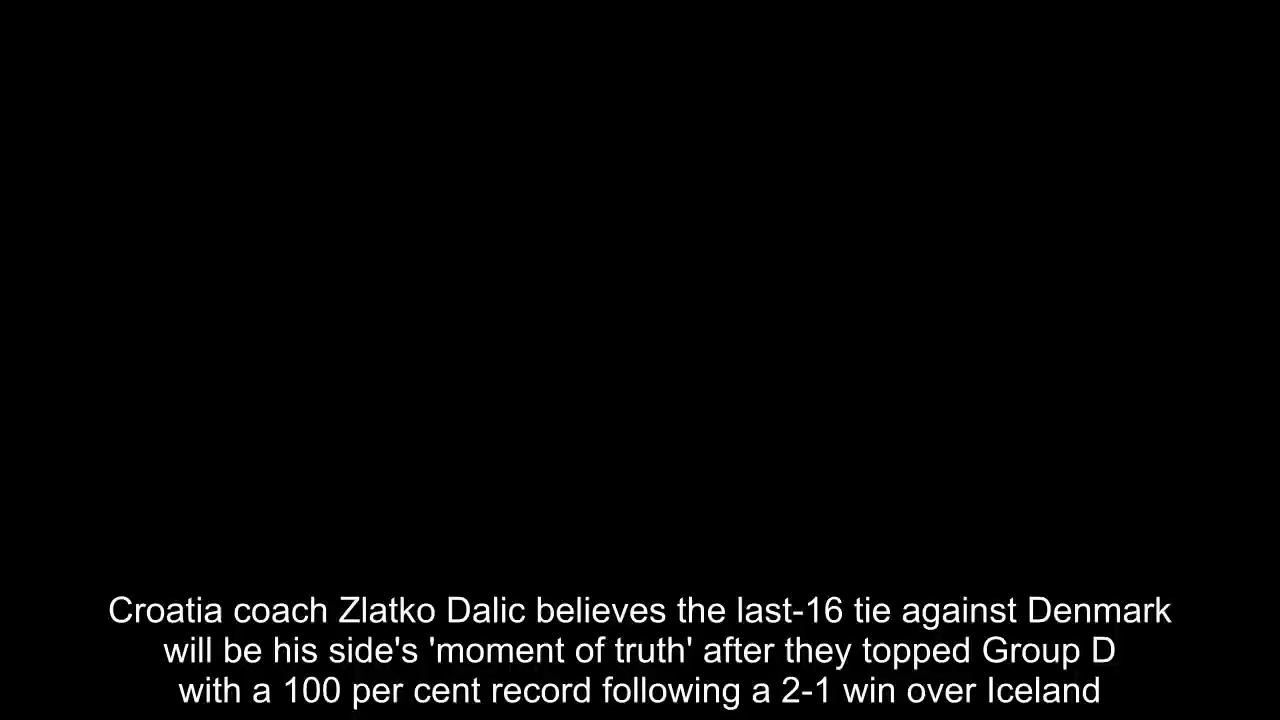 Croatia coach Zlatko Dalic believes the last-16 tie against Denmark
will be his side's 'moment of truth' after they topped Group D
with a 100 per cent record following a 2-1 win over Iceland